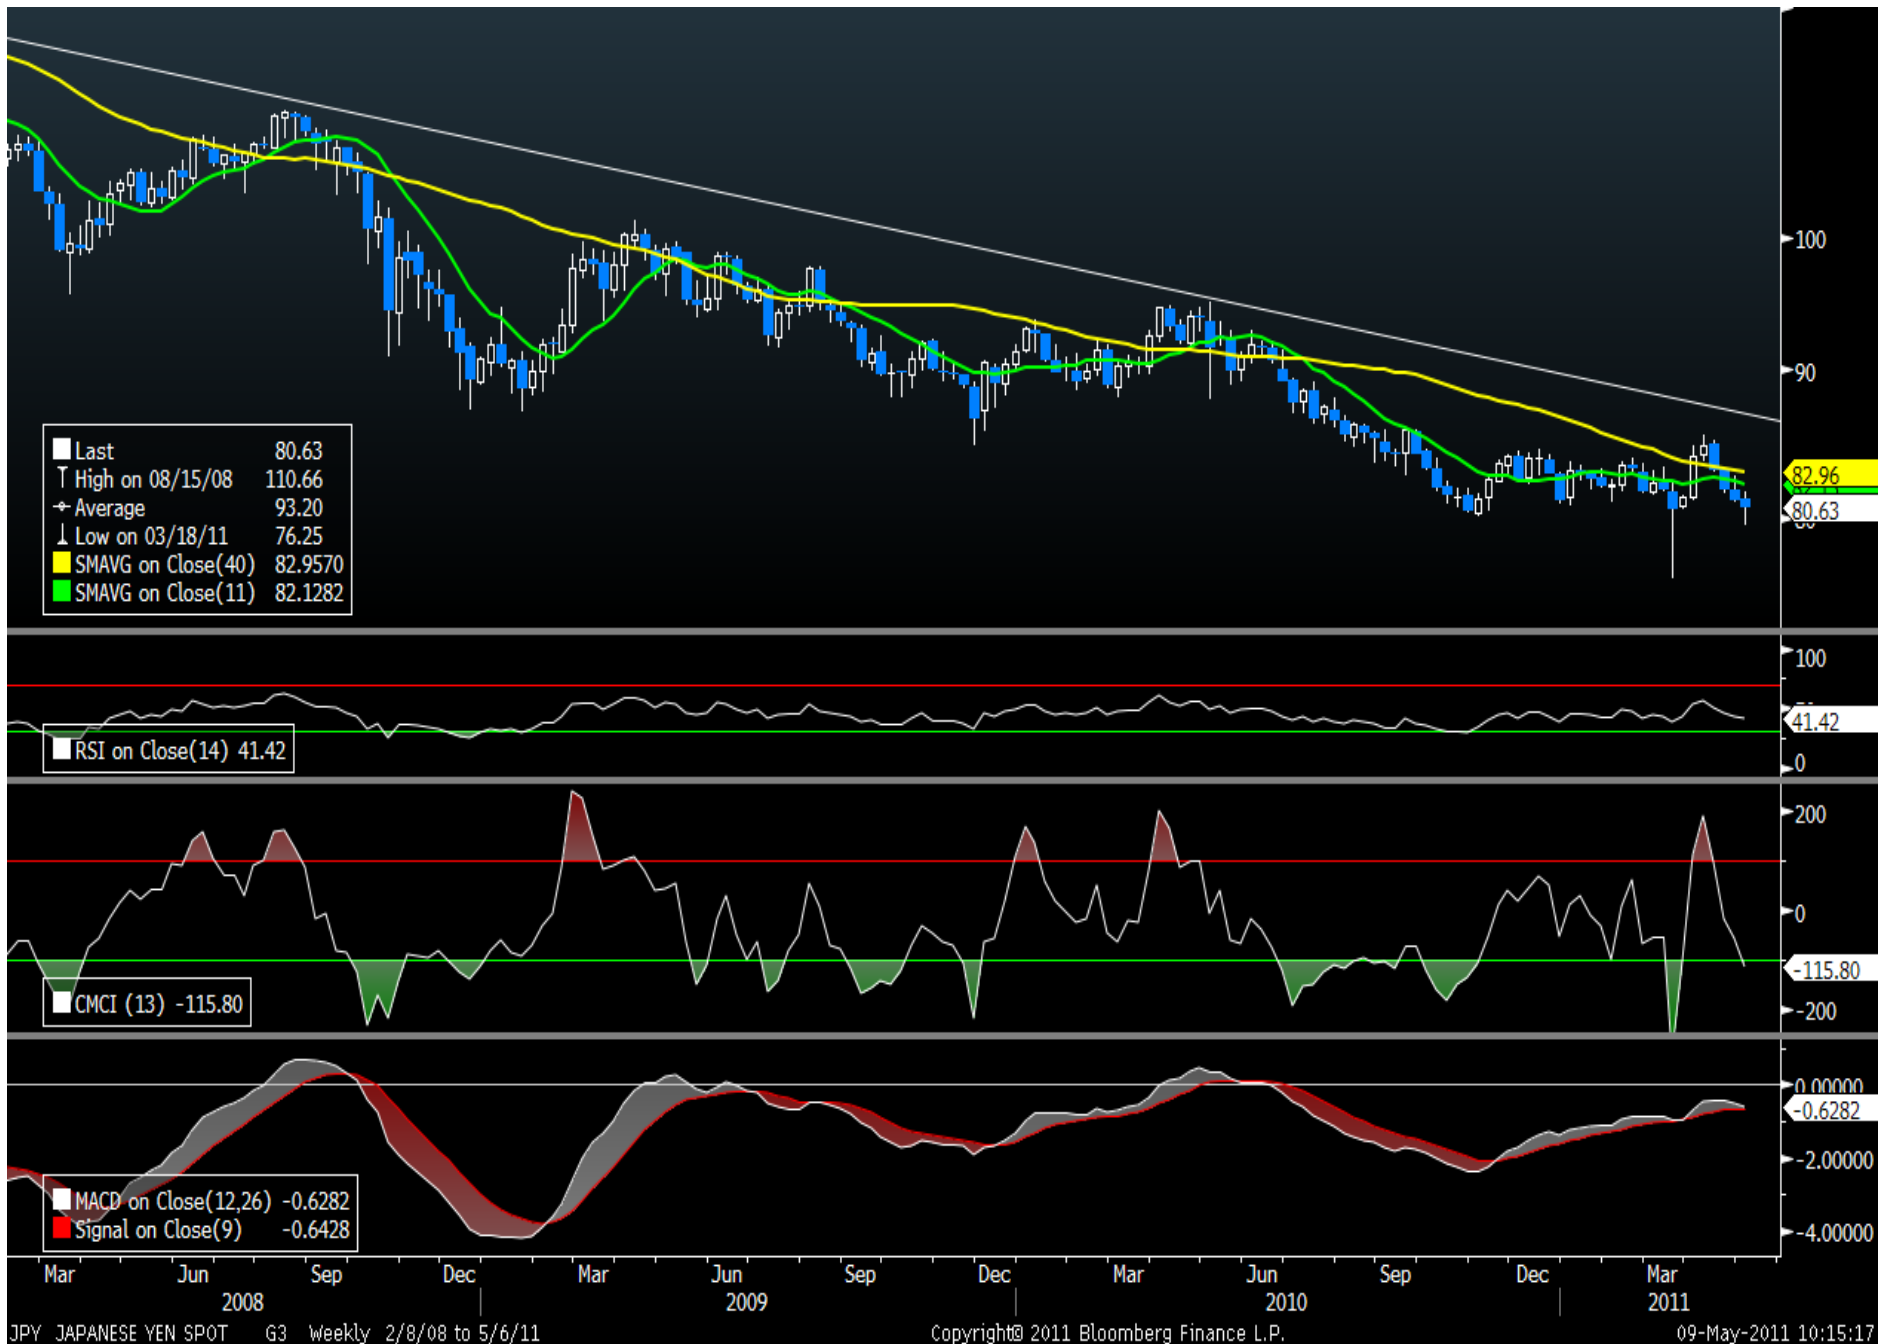 100
90
Last 80.63
High on 08/15/08 110.66
Average 93.20
Low on 03/18/11 76.25
SMAVG on Close(40) 82.9570
SMAVG on Close(11) 82.1282
82.96
80.63
100
41.42
0
RSI on Close(14) 41.42
200
0
-115.80
-200
CMCI (13) -115.80
0.00000
-0.6282
-2.00000
-4.00000
MACD on Close(12,26) -0.6282
Signal on Close(9) -0.6428
Mar Jun Sep Dec Mar Jun Sep Dec Mar Jun Sep Dec Mar
2008 2009 2010 2011
JPY JAPANESE YEN SPOT G3 Weekly 2/8/08 to 5/6/11 Copyright© 2011 Bloomberg Finance L.P. 09-May-2011 10:15:17